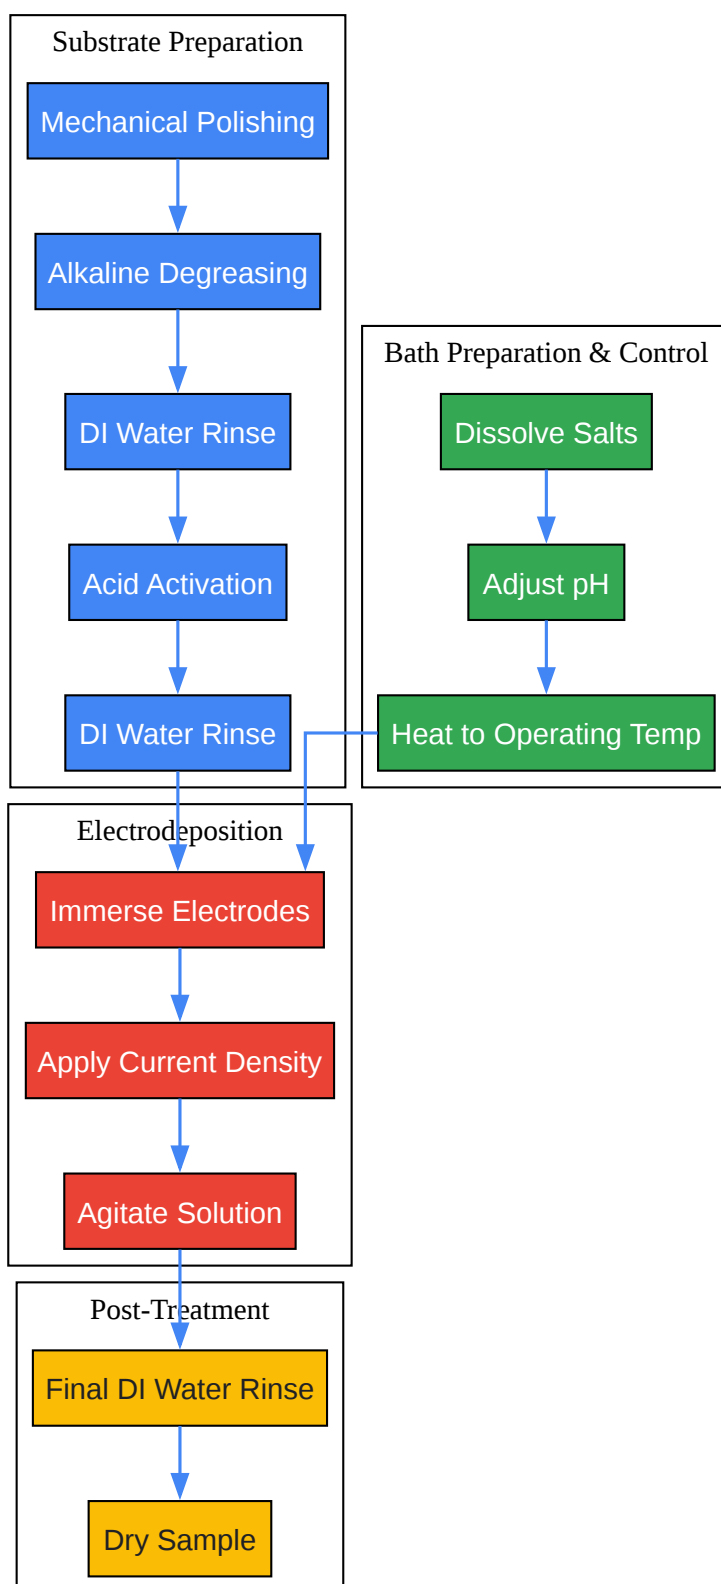 Substrate Preparation
Mechanical Polishing
Alkaline Degreasing
DI Water Rinse
Acid Activation
DI Water Rinse
Bath Preparation & Control
Dissolve Salts
Adjust pH
Heat to Operating Temp
Electrodeposition
Immerse Electrodes
Apply Current Density
Agitate Solution
Post-Treatment
Final DI Water Rinse
Dry Sample